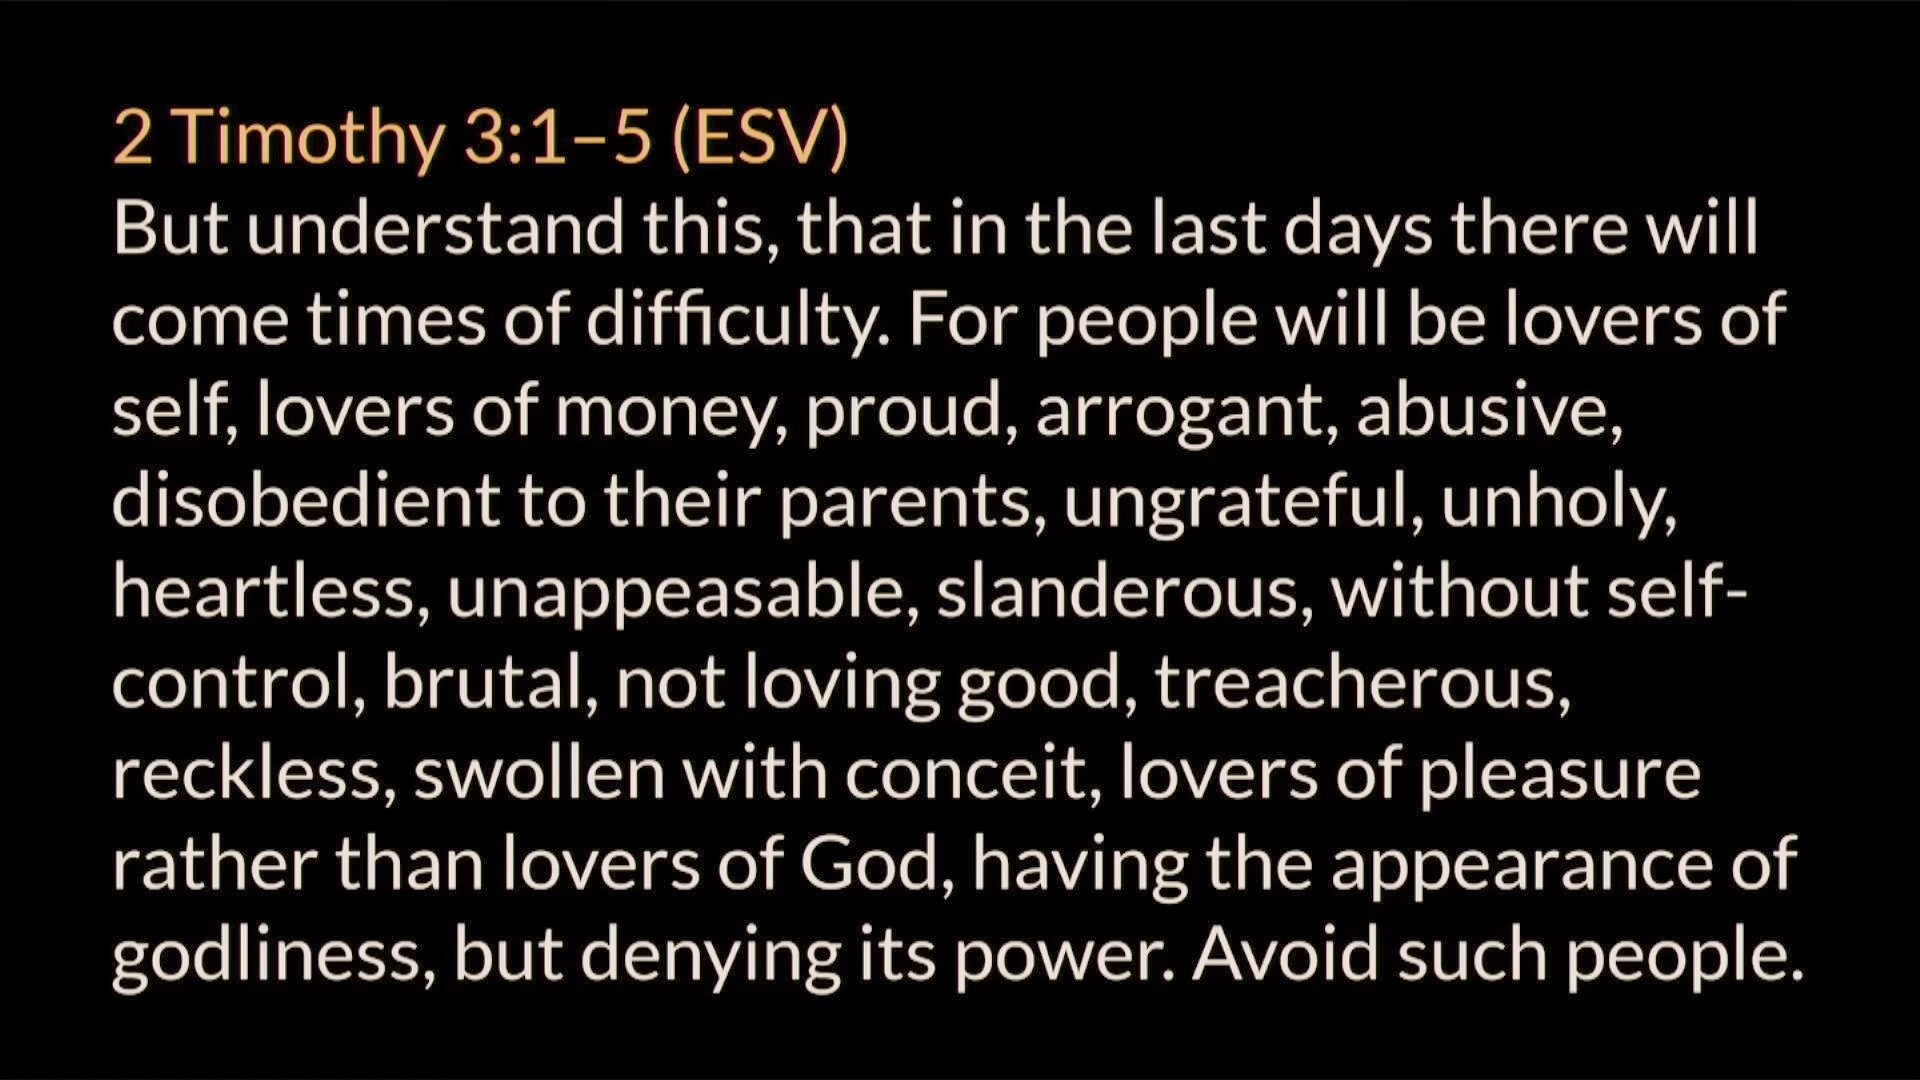 2 Timothy 3:1–5 (ESV)
But understand this, that in the last days there will
come times of difficulty. For people will be lovers of
self, lovers of money, proud, arrogant, abusive,
disobedient to their parents, ungrateful, unholy,
heartless, unappeasable, slanderous, without self-
control, brutal, not loving good, treacherous,
reckless, swollen with conceit, lovers of pleasure
rather than lovers of God, having the appearance of
godliness, but denying its power. Avoid such people.